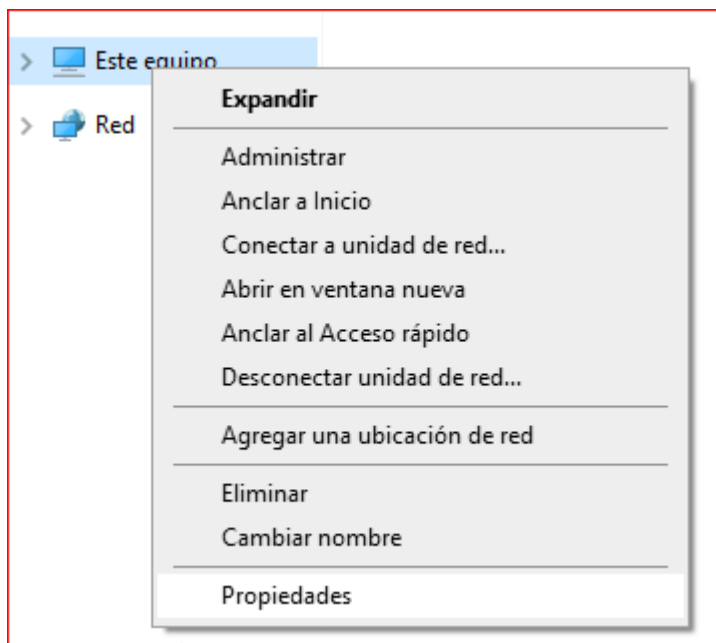 Este equipo
Expandir
Red
Administrar
Anclar a Inicio
Conectar a unidad de red...
Abrir en ventana nueva
Anclar al Acceso rápido
Desconectar unidad de red...
Agregar una ubicación de red
Eliminar
Cambiar nombre
Propiedades